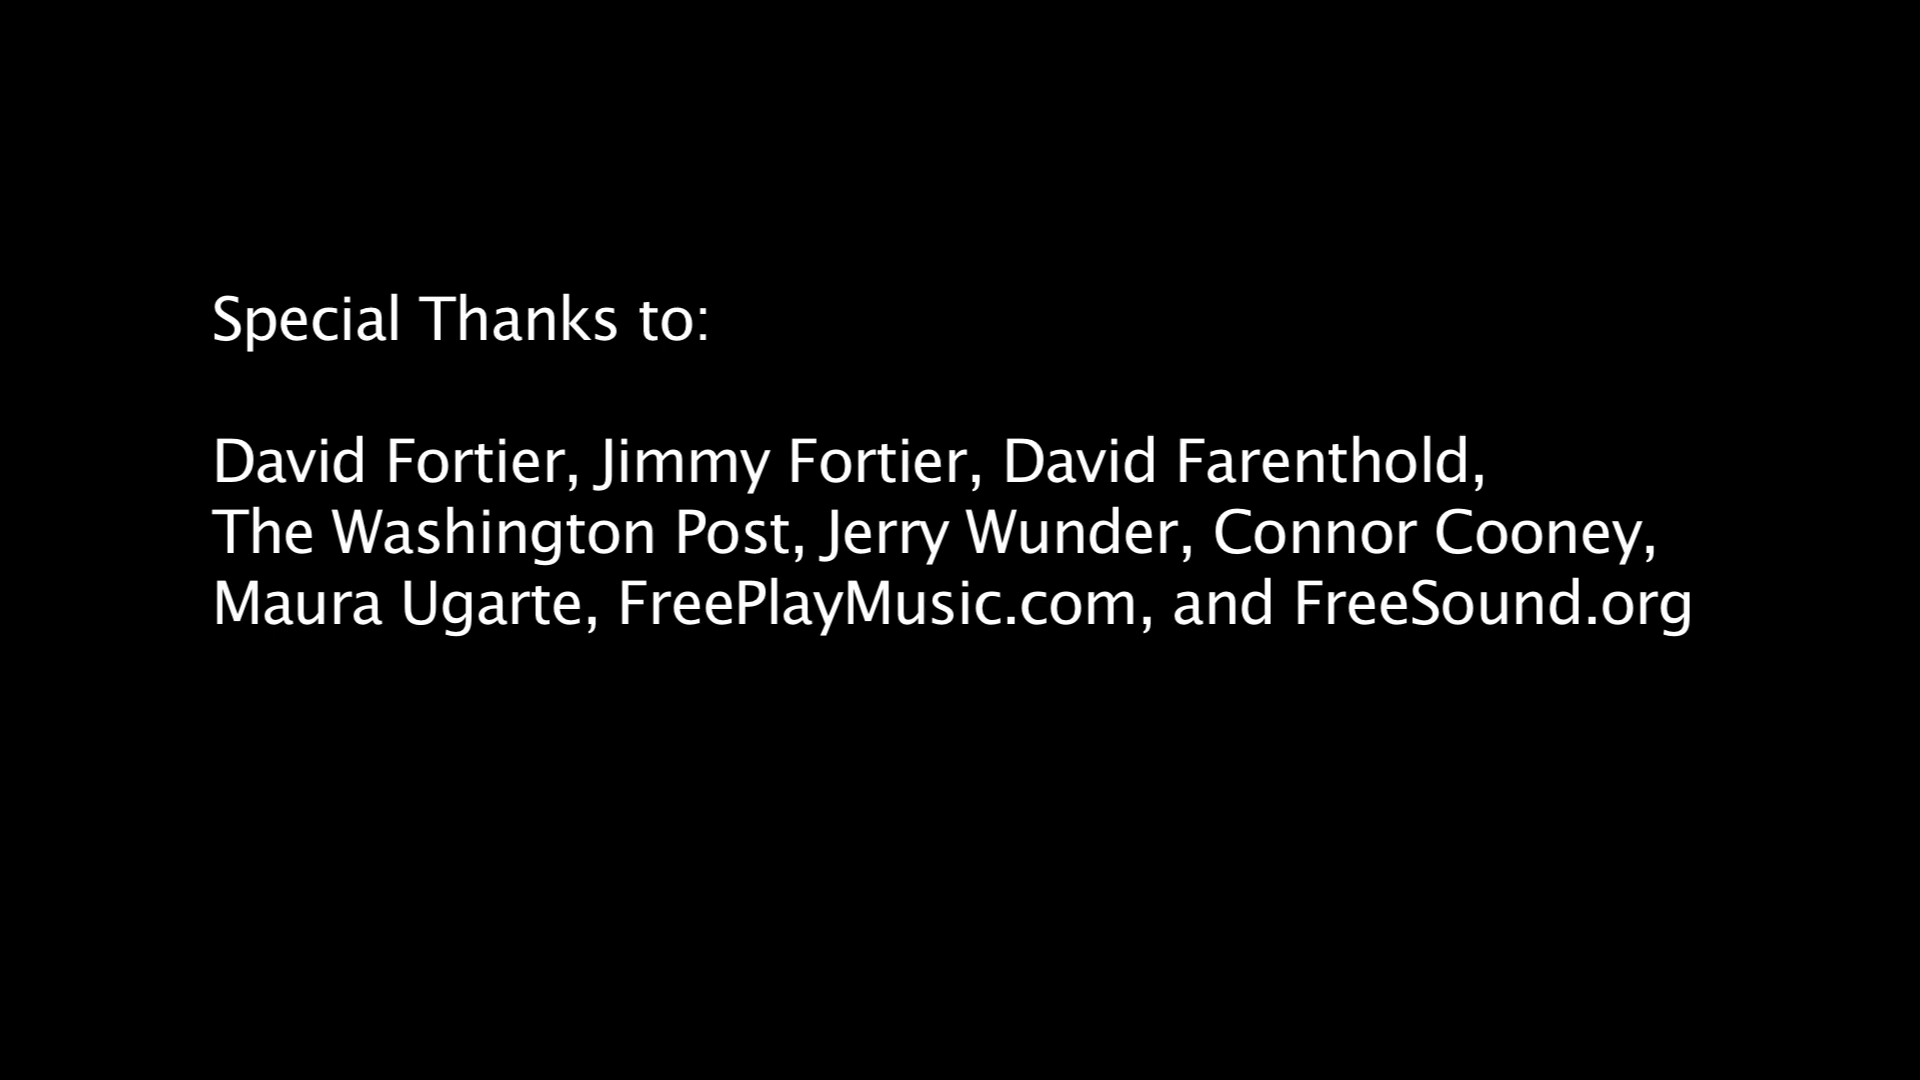 Special Thanks to:
David Fortier, Jimmy Fortier, David Farenthold,
The Washington Post, Jerry Wunder, Connor Cooney,
Maura Ugarte, FreePlayMusic.com, and FreeSound.org